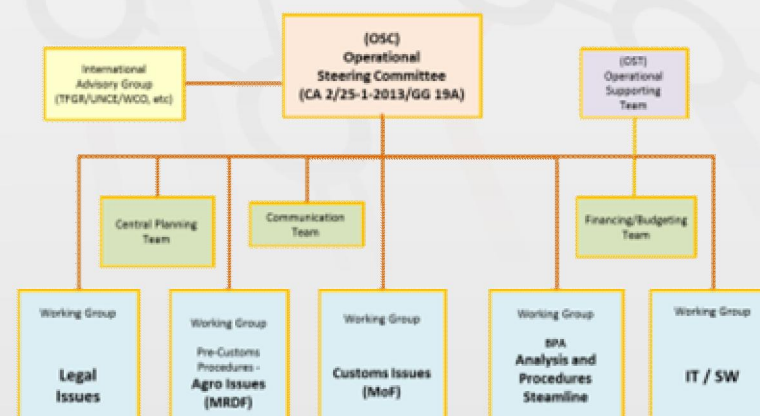 (OSC)
Operational
Steering Committee
(CA 2/25-1-2013/GG 19A)
International
Advisory Group
(TFGR/UNCE/WCO, etc)
(OST)
Operational
Supporting
Team
Central Planning
Team
Communication
Team
Financing/Budgeting
Team
Working Group
Legal
Issues
Working Group
Pre-Customs
Procedures -
Agro Issues
(MRDF)
Working Group
Customs Issues
(MoF)
Working Group
BPA
Analysis and
Procedures
Steamline
Working Group
IT / SW